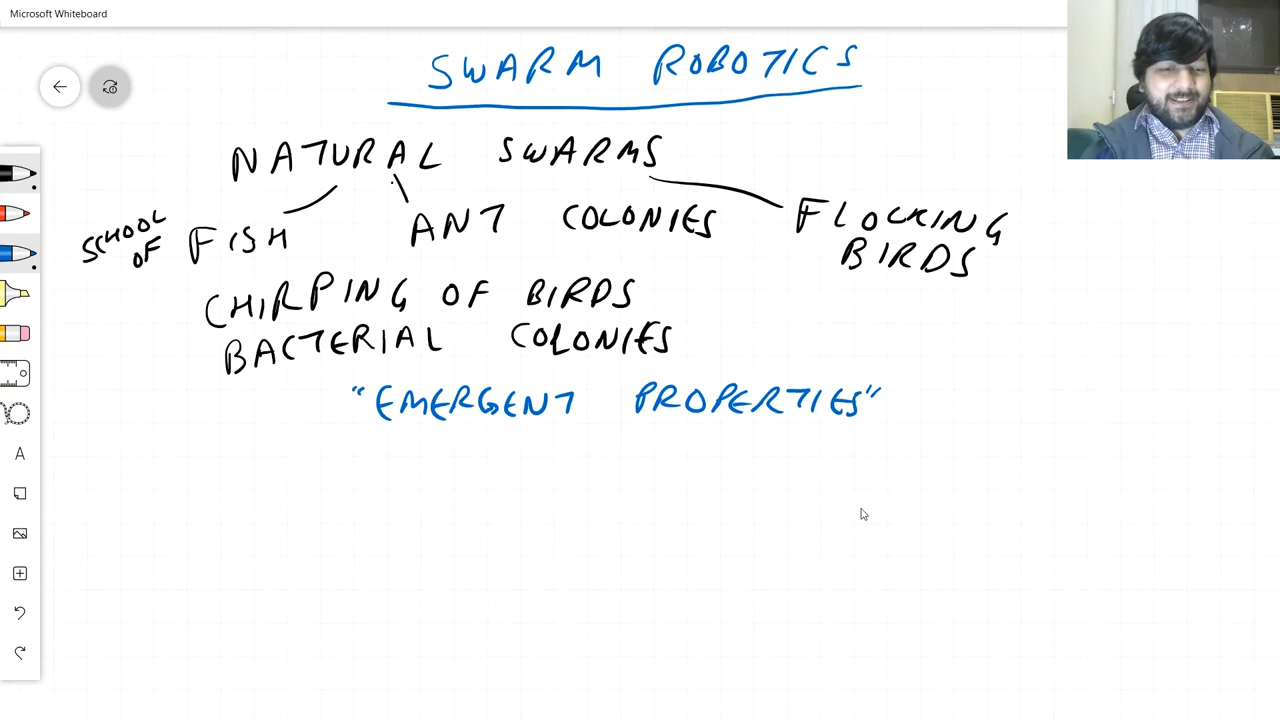 Microsoft Whiteboard
SWARM ROBOTICS
NATURAL SWARMS
SCHOOL OF FISH
ANT COLONIES
FLOCKING BIRDS
CHIRPING OF BIRDS
BACTERIAL COLONIES
"EMERGENT PROPERTIES"
A